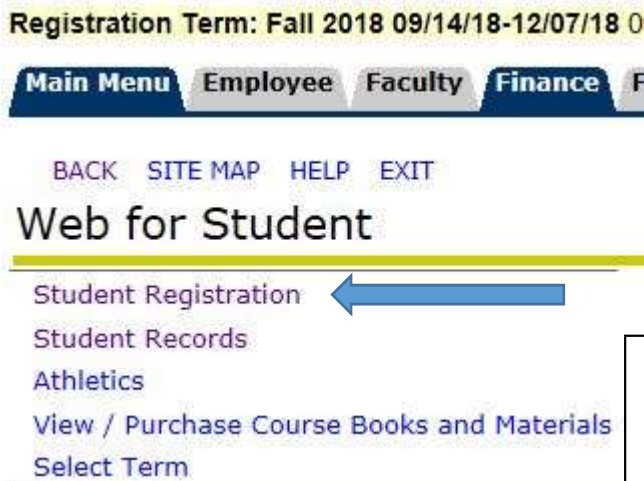 Registration Term: Fall 2018 09/14/18-12/07/18
Main Menu Employee Faculty Finance
BACK SITE MAP HELP EXIT
Web for Student
Student Registration
Student Records
Athletics
View / Purchase Course Books and Materials
Select Term